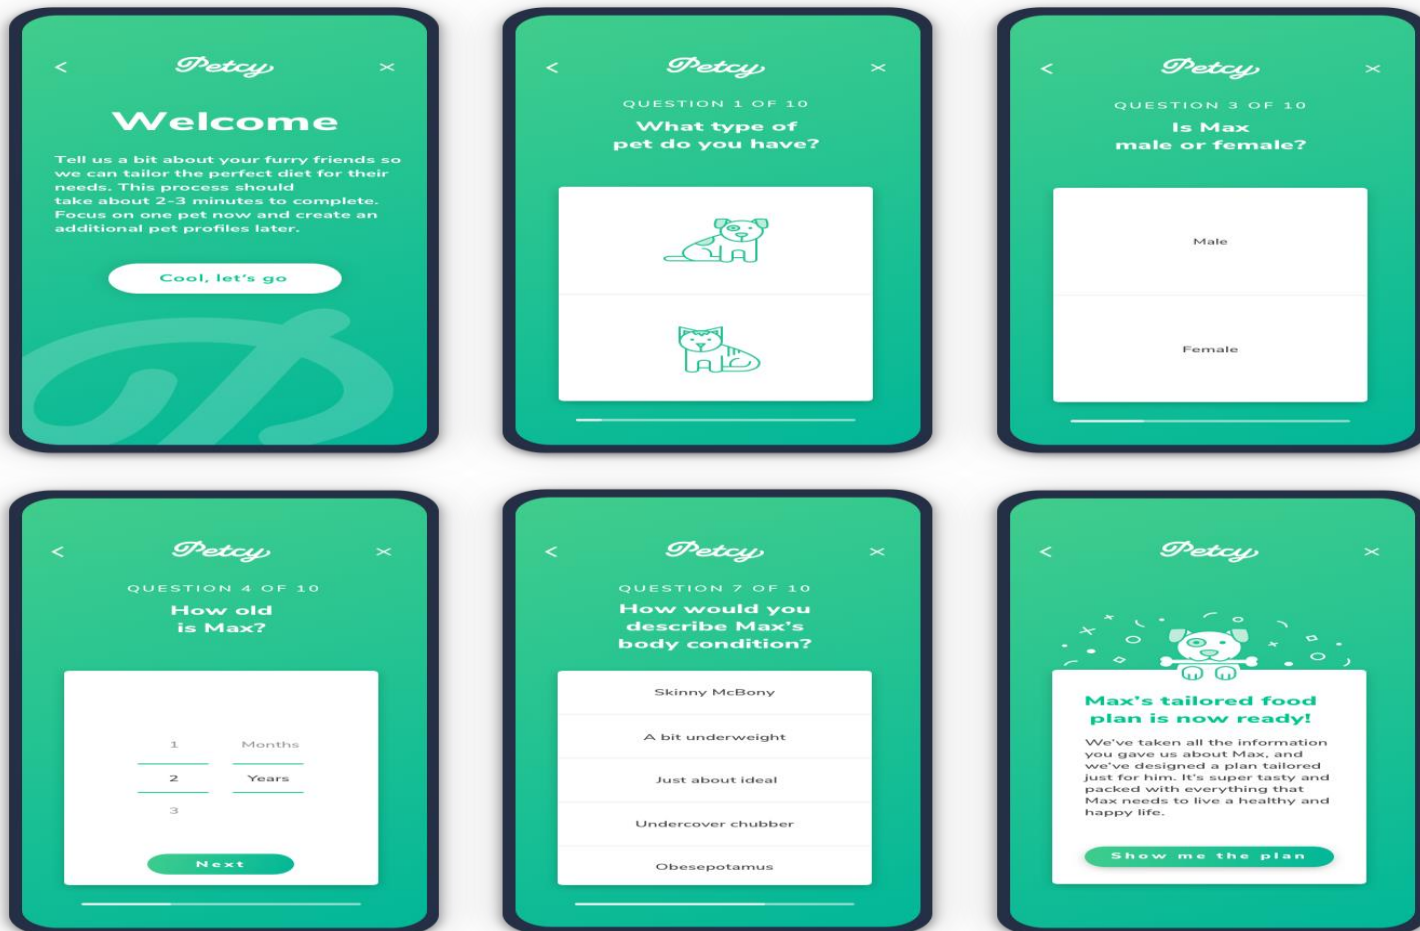 Petcy
Welcome
Tell us a bit about your furry friends so
we can tailor the perfect diet for their
needs. This process should
take about 2-3 minutes to complete.
Focus on one pet now and create an
additional pet profiles later.
Cool, let's go
Petcy
QUESTION 1 OF 10
What type of
pet do you have?
Petcy
QUESTION 3 OF 10
Is Max
male or female?
Male
Female
Petcy
QUESTION 4 OF 10
How old
is Max?
1 Months
2 Years
3
Next
Petcy
QUESTION 7 OF 10
How would you
describe Max's
body condition?
Skinny McBony
A bit underweight
Just about ideal
Undercover chubber
Obesepotamus
Petcy
Max's tailored food
plan is now ready!
We've taken all the information
you gave us about Max, and
we've designed a plan tailored
just for him. It's super tasty and
packed with everything that
Max needs to live a healthy and
happy life.
Show me the plan